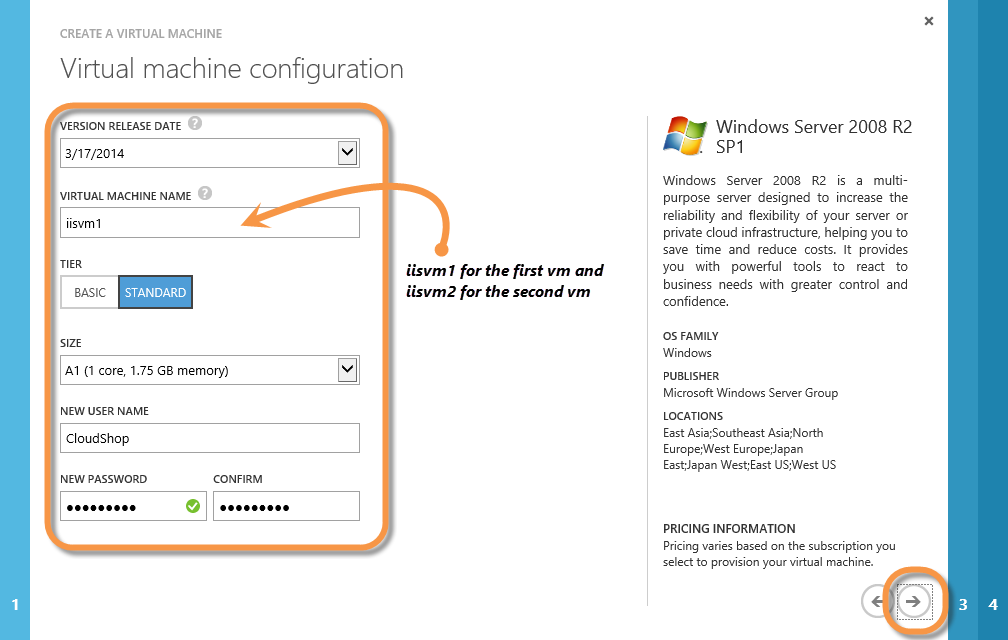 CREATE A VIRTUAL MACHINE
Virtual machine configuration
VERSION RELEASE DATE ?
3/17/2014
VIRTUAL MACHINE NAME ?
iisvm1
TIER
BASIC STANDARD
SIZE
A1 (1 core, 1.75 GB memory)
NEW USER NAME
CloudShop
NEW PASSWORD CONFIRM
●●●●●●●●● ●●●●●●●●●
iisvm1 for the first vm and
iisvm2 for the second vm
Windows Server 2008 R2
SP1
Windows Server 2008 R2 is a multi-
purpose server designed to increase the
reliability and flexibility of your server or
private cloud infrastructure, helping you to
save time and reduce costs. It provides
you with powerful tools to react to
business needs with greater control and
confidence.
OS FAMILY
Windows
PUBLISHER
Microsoft Windows Server Group
LOCATIONS
East Asia;Southeast Asia;North
Europe;West Europe;Japan
East;Japan West;East US;West US
PRICING INFORMATION
Pricing varies based on the subscription you
select to provision your virtual machine.
1 3 4